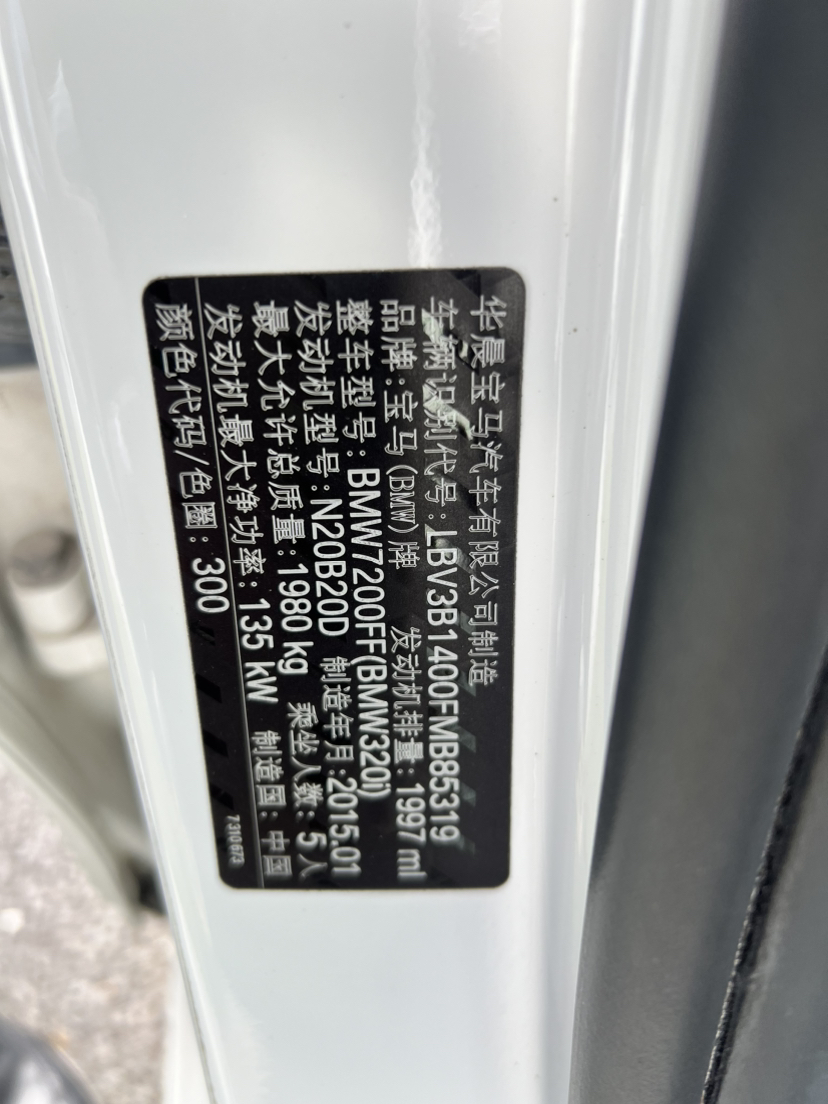 华晨宝马汽车有限公司制造
车辆识别代号: LBV3B1400FMB85319
品牌: 宝马(BMW)牌 发动机排量: 1997 ml
整车型号: BMW7200FF(BMW320i)
发动机型号: N20B20D 制造年月: 2015.01
最大允许总质量: 1980 kg 乘坐人数: 5 人
发动机最大净功率: 135 kW 制造国: 中国
颜色代码/色圈: 300
7310673